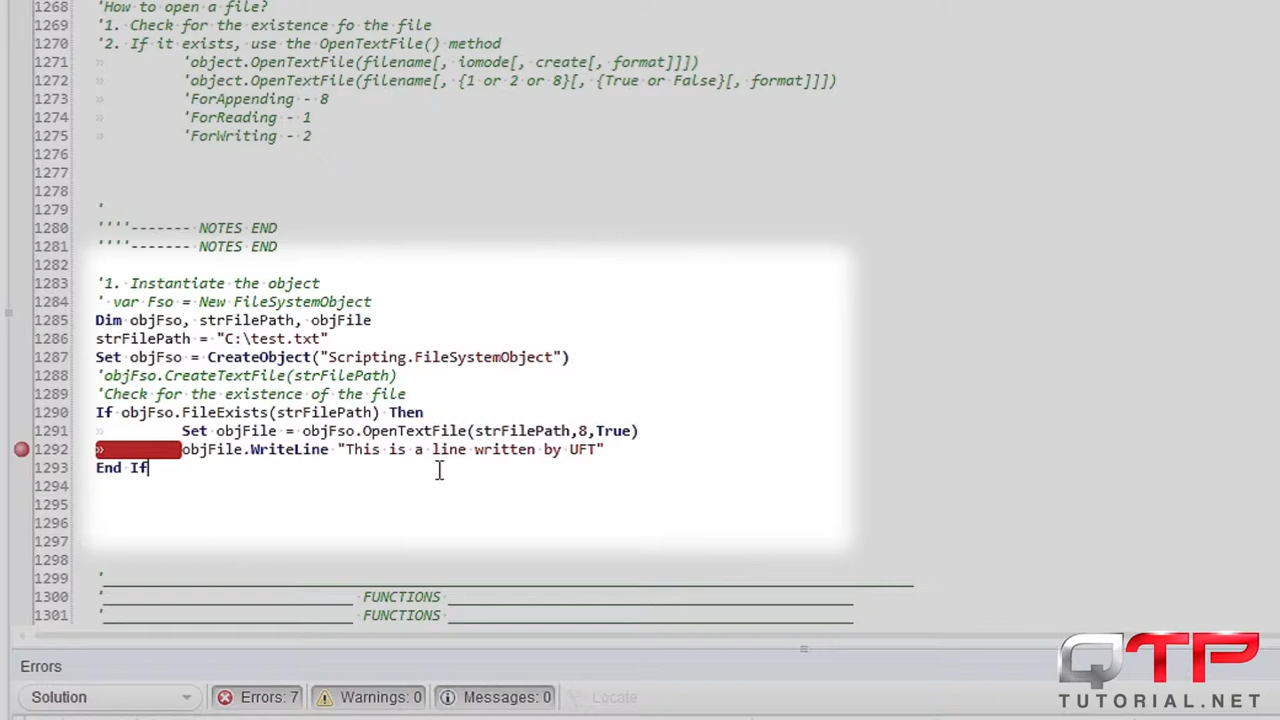 1268 'How to open a file?
1269 '1. Check for the existence fo the file
1270 '2. If it exists, use the OpenTextFile() method
1271 'object.OpenTextFile(filename[, iomode[, create[, format]]])
1272 'object.OpenTextFile(filename[, {1 or 2 or 8}[, {True or False}[, format]]])
1273 'ForAppending - 8
1274 'ForReading - 1
1275 'ForWriting - 2
1276
1277
1278
1279 '
1280 ''''------- NOTES END
1281 ''''------- NOTES END
1282
1283 '1. Instantiate the object
1284 ' var Fso = New FileSystemObject
1285 Dim objFso, strFilePath, objFile
1286 strFilePath = "C:\test.txt"
1287 Set objFso = CreateObject("Scripting.FileSystemObject")
1288 'objFso.CreateTextFile(strFilePath)
1289 'Check for the existence of the file
1290 If objFso.FileExists(strFilePath) Then
1291 Set objFile = objFso.OpenTextFile(strFilePath,8,True)
1292 objFile.WriteLine "This is a line written by UFT"
1293 End If
1294
1295
1296
1297
1298
1299 '
1300 ' FUNCTIONS
1301 ' FUNCTIONS
Errors
Solution Errors: 7 Warnings: 0 Messages: 0 Locate
QTP
TUTORIAL.NET